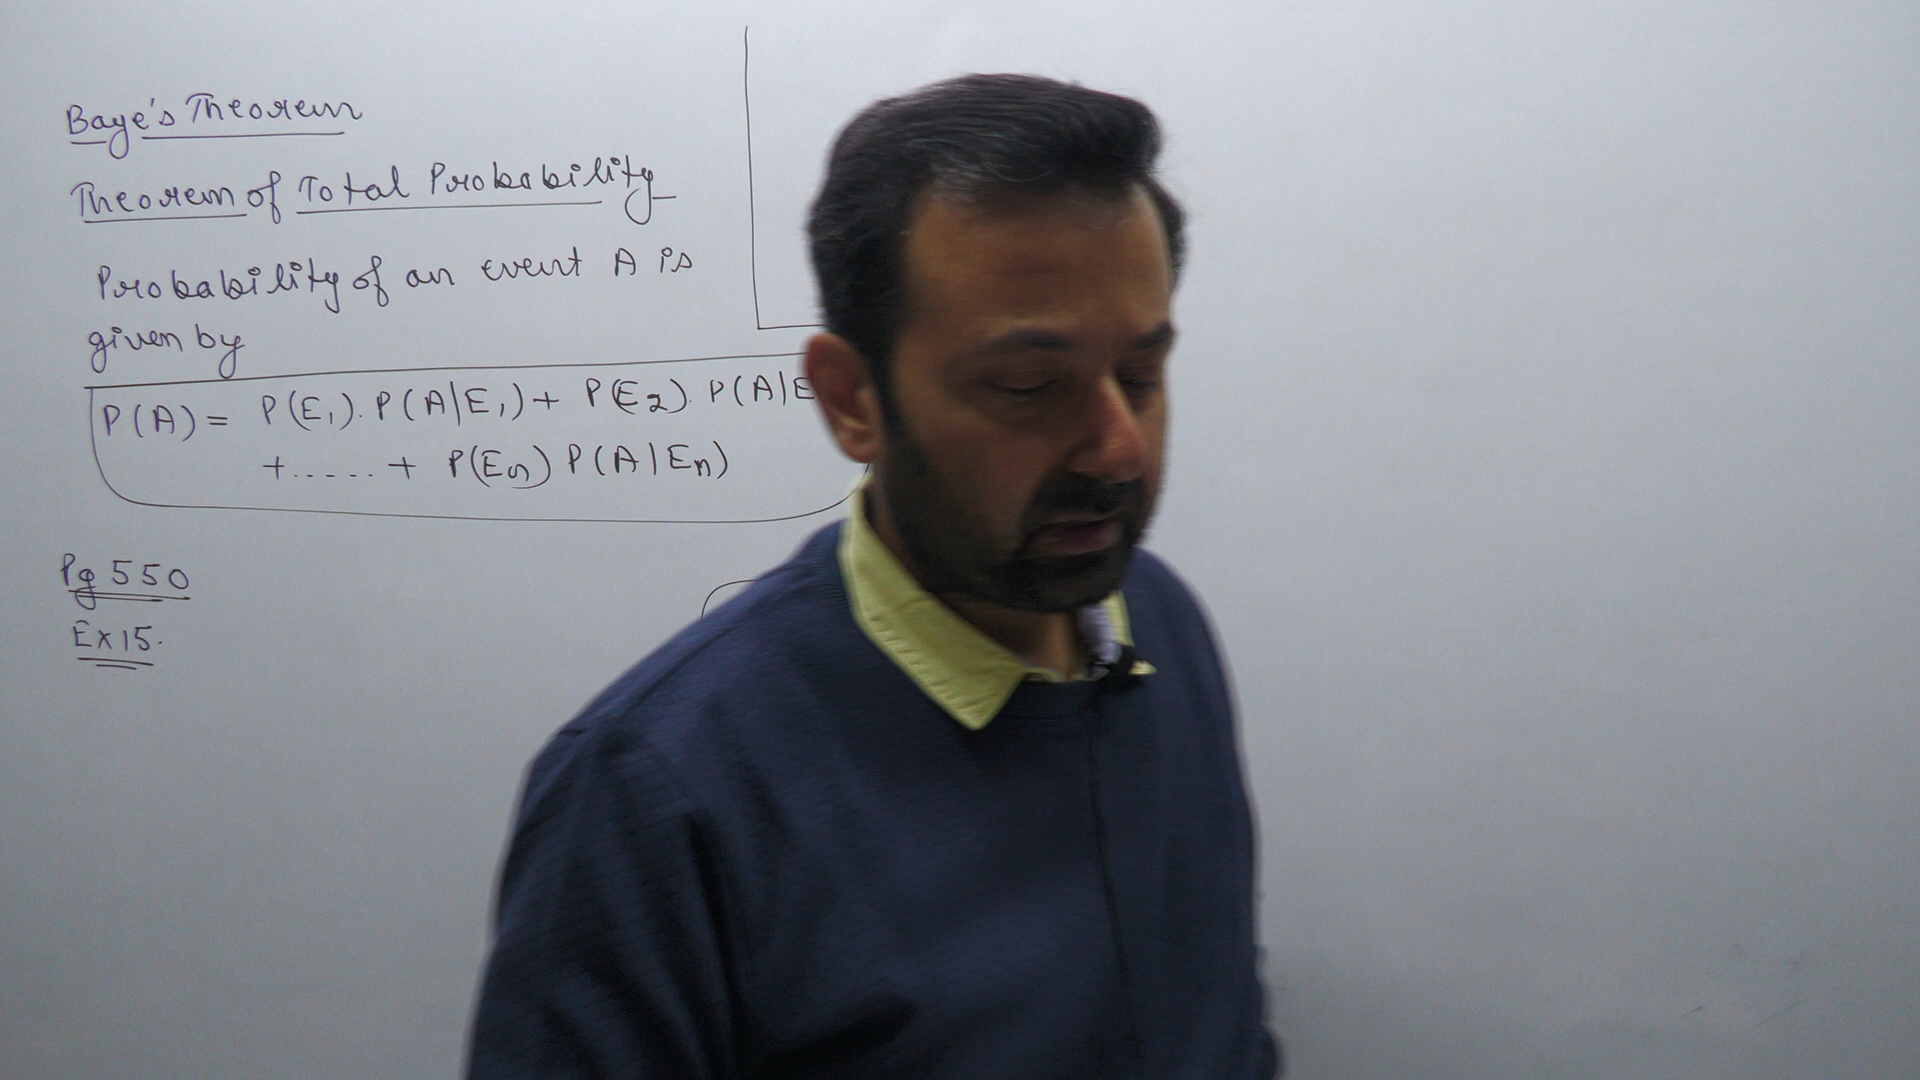 Baye's Theorem
Theorem of Total Probability
Probability of an event A is
given by
P(A) = P(E₁). P(A|E₁) + P(E₂). P(A|E
+..... + P(En) P(A|En)
Pg 550
Ex 15.